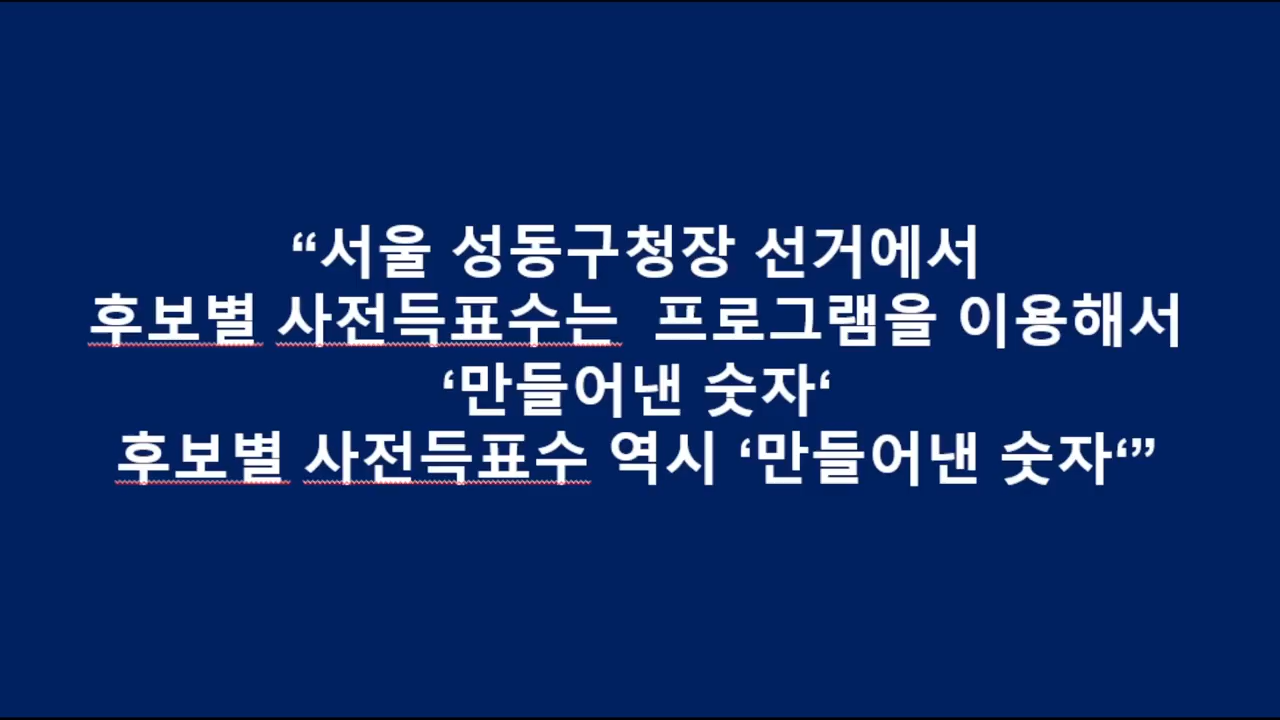 “서울 성동구청장 선거에서
후보별 사전득표수는  프로그램을 이용해서
‘만들어낸 숫자‘
후보별 사전득표수 역시 ‘만들어낸 숫자‘”